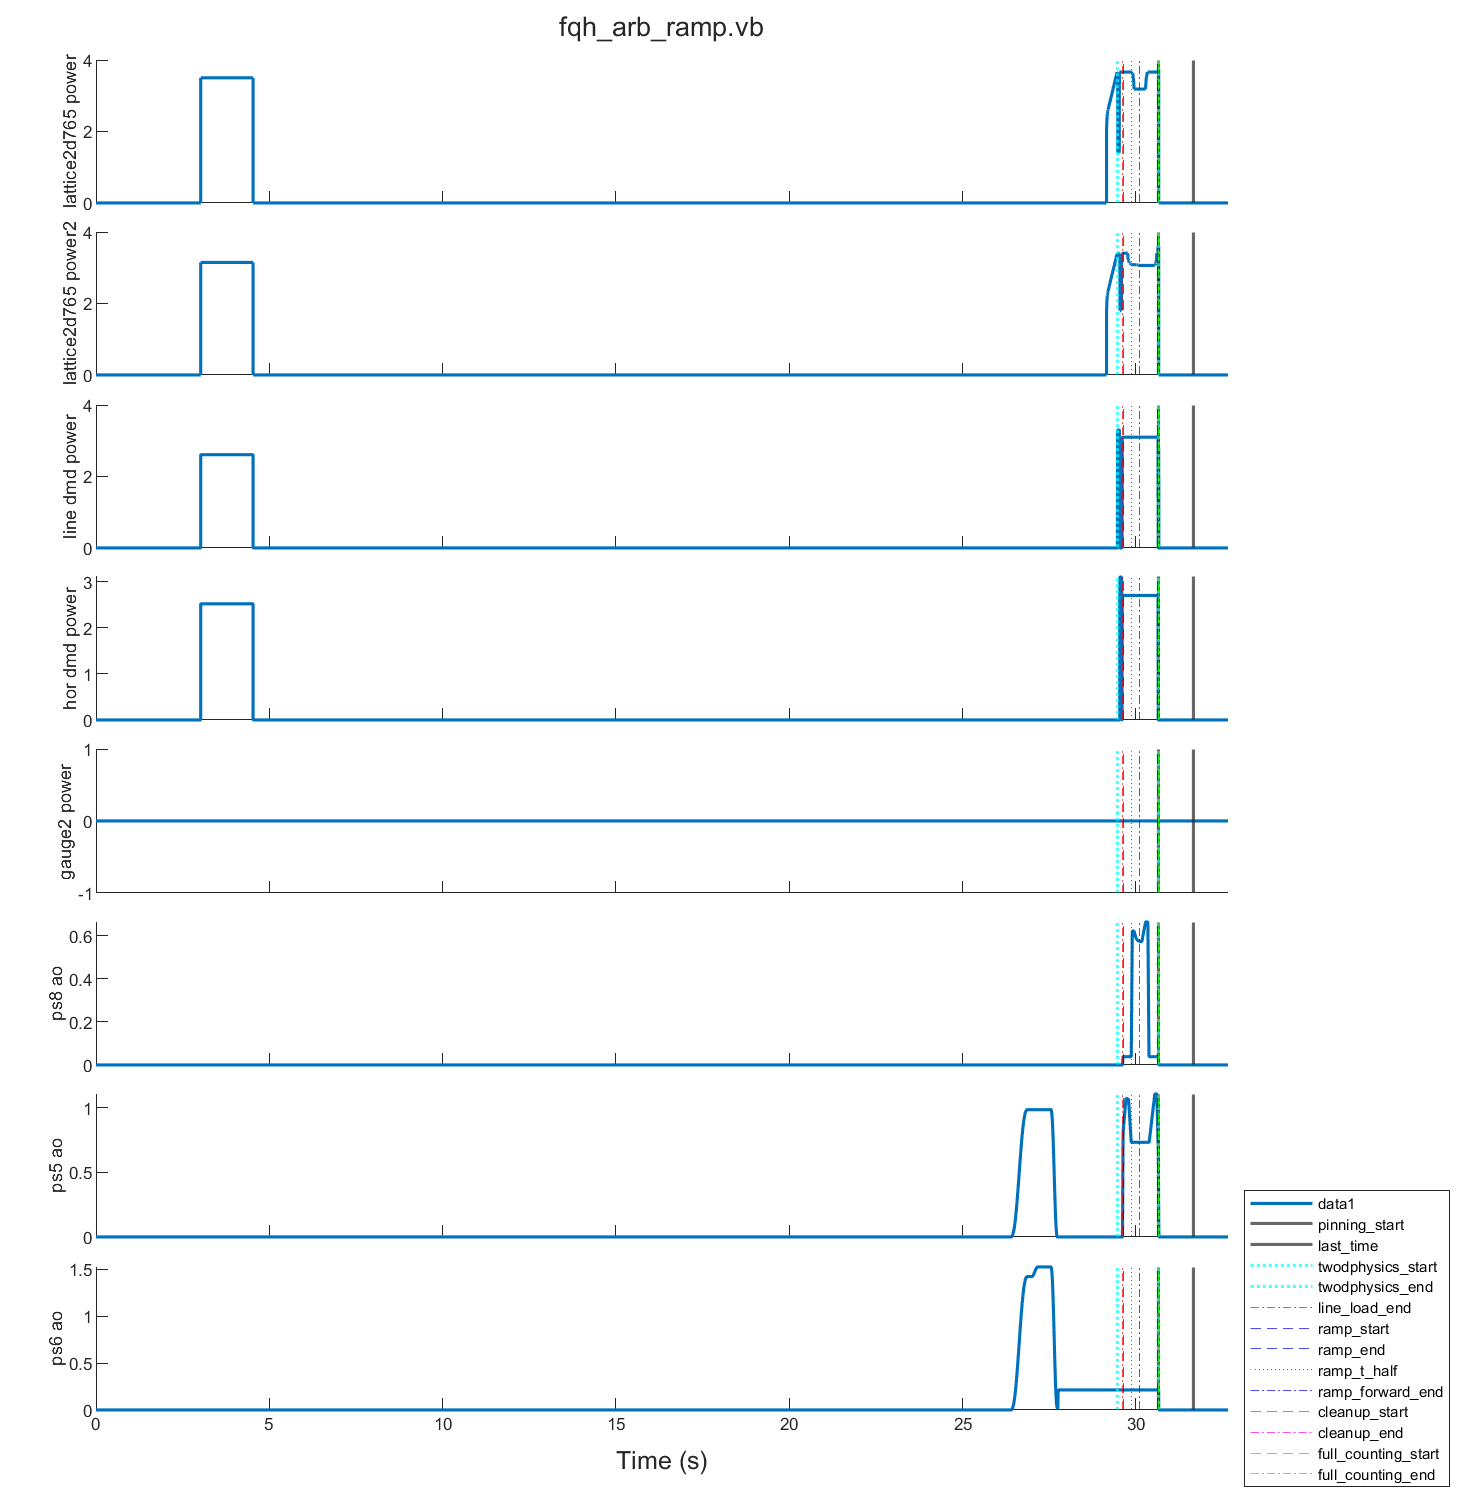 fqh_arb_ramp.vb
lattice2d765 power
4
2
0
lattice2d765 power2
4
2
0
line dmd power
4
2
0
hor dmd power
3
2
1
0
gauge2 power
1
0
-1
ps8 ao
0.6
0.4
0.2
0
ps5 ao
1
0.5
0
ps6 ao
1.5
1
0.5
0
0 5 10 15 20 25 30
Time (s)
data1
pinning_start
last_time
twodphysics_start
twodphysics_end
line_load_end
ramp_start
ramp_end
ramp_t_half
ramp_forward_end
cleanup_start
cleanup_end
full_counting_start
full_counting_end